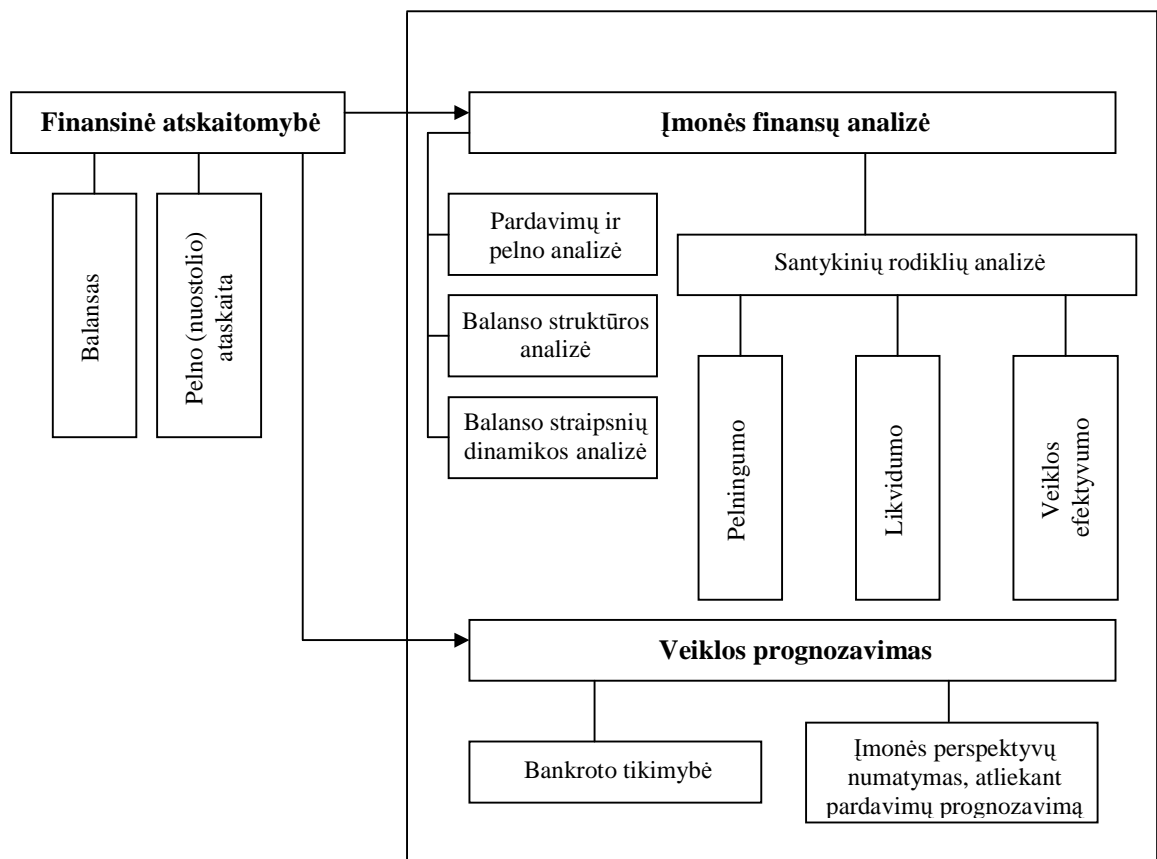 Finansinė atskaitomybė
Balansas
Pelno (nuostolio)
ataskaita
Įmonės finansų analizė
Pardavimų ir
pelno analizė
Balanso struktūros
analizė
Balanso straipsnių
dinamikos analizė
Santykinių rodiklių analizė
Pelningumo
Likvidumo
Veiklos
efektyvumo
Veiklos prognozavimas
Bankroto tikimybė
Įmonės perspektyvų
numatymas, atliekant
pardavimų prognozavimą